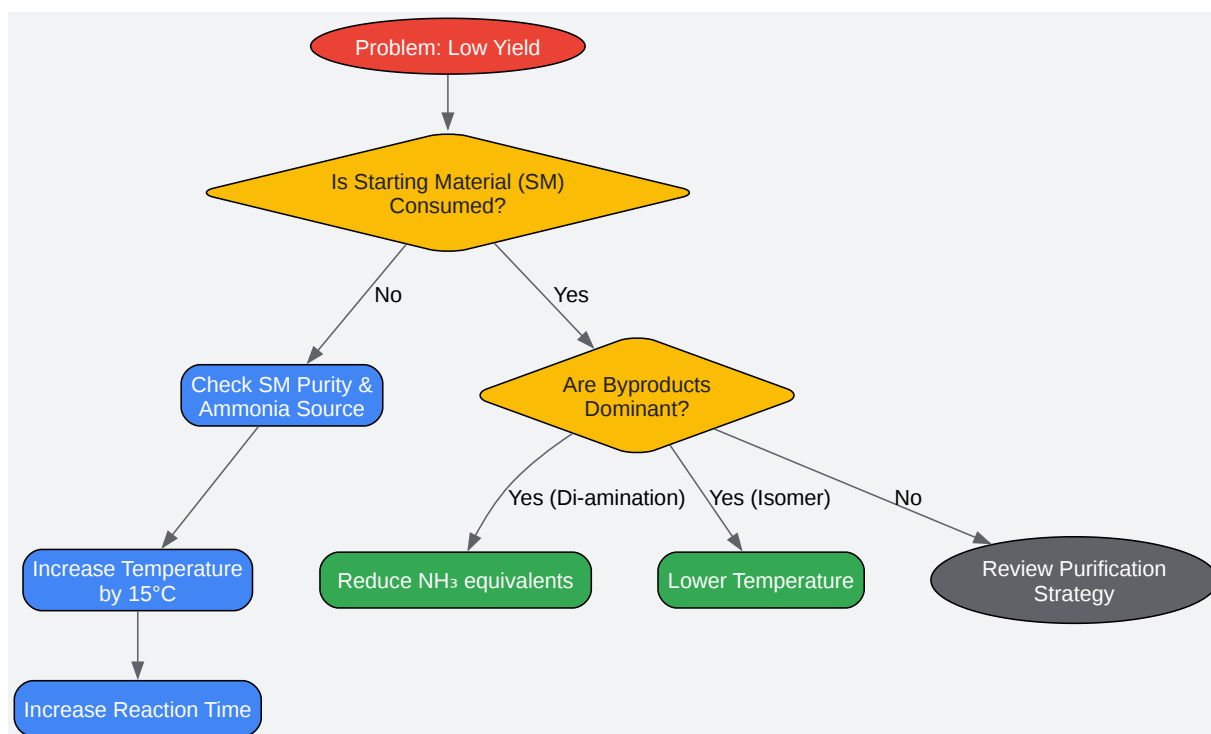 Problem: Low Yield
Is Starting Material (SM)
Consumed?
No
Yes
Check SM Purity &
Ammonia Source
Are Byproducts
Dominant?
Yes (Di-amination)
Yes (Isomer)
No
Increase Temperature
by 15°C
Reduce NH₃ equivalents
Lower Temperature
Review Purification
Strategy
Increase Reaction Time